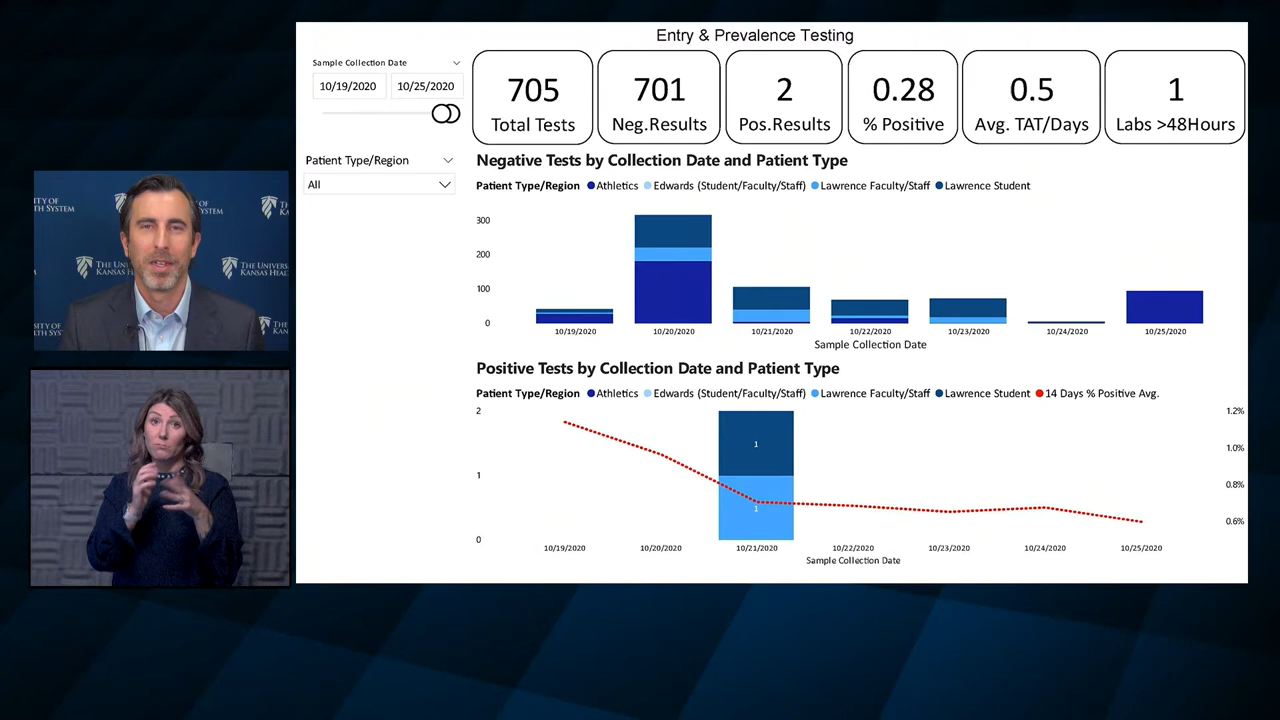 Entry & Prevalence Testing
Sample Collection Date
10/19/2020 10/25/2020
705 701 2 0.28 0.5 1
Total Tests Neg.Results Pos.Results % Positive Avg. TAT/Days Labs >48Hours
Patient Type/Region
All
Negative Tests by Collection Date and Patient Type
Patient Type/Region Athletics Edwards (Student/Faculty/Staff) Lawrence Faculty/Staff Lawrence Student
300
200
100
0
10/19/2020 10/20/2020 10/21/2020 10/22/2020 10/23/2020 10/24/2020 10/25/2020
Sample Collection Date
Positive Tests by Collection Date and Patient Type
Patient Type/Region Athletics Edwards (Student/Faculty/Staff) Lawrence Faculty/Staff Lawrence Student 14 Days % Positive Avg.
2 1.2%
1 1.0%
1 0.8%
1 0.6%
0
10/19/2020 10/20/2020 10/21/2020 10/22/2020 10/23/2020 10/24/2020 10/25/2020
Sample Collection Date